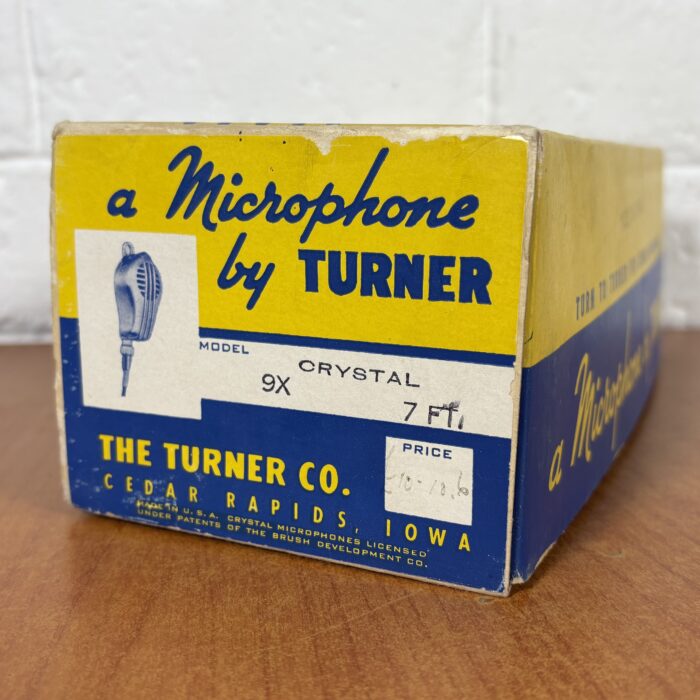 a Microphone
by TURNER
MODEL
CRYSTAL
9X
7 FT.
PRICE
THE TURNER CO.
CEDAR RAPIDS, IOWA
MADE IN U.S.A. CRYSTAL MICROPHONES LICENSED
UNDER PATENTS OF THE BRUSH DEVELOPMENT CO.
TURN TO TURNER FOR
a Microphone